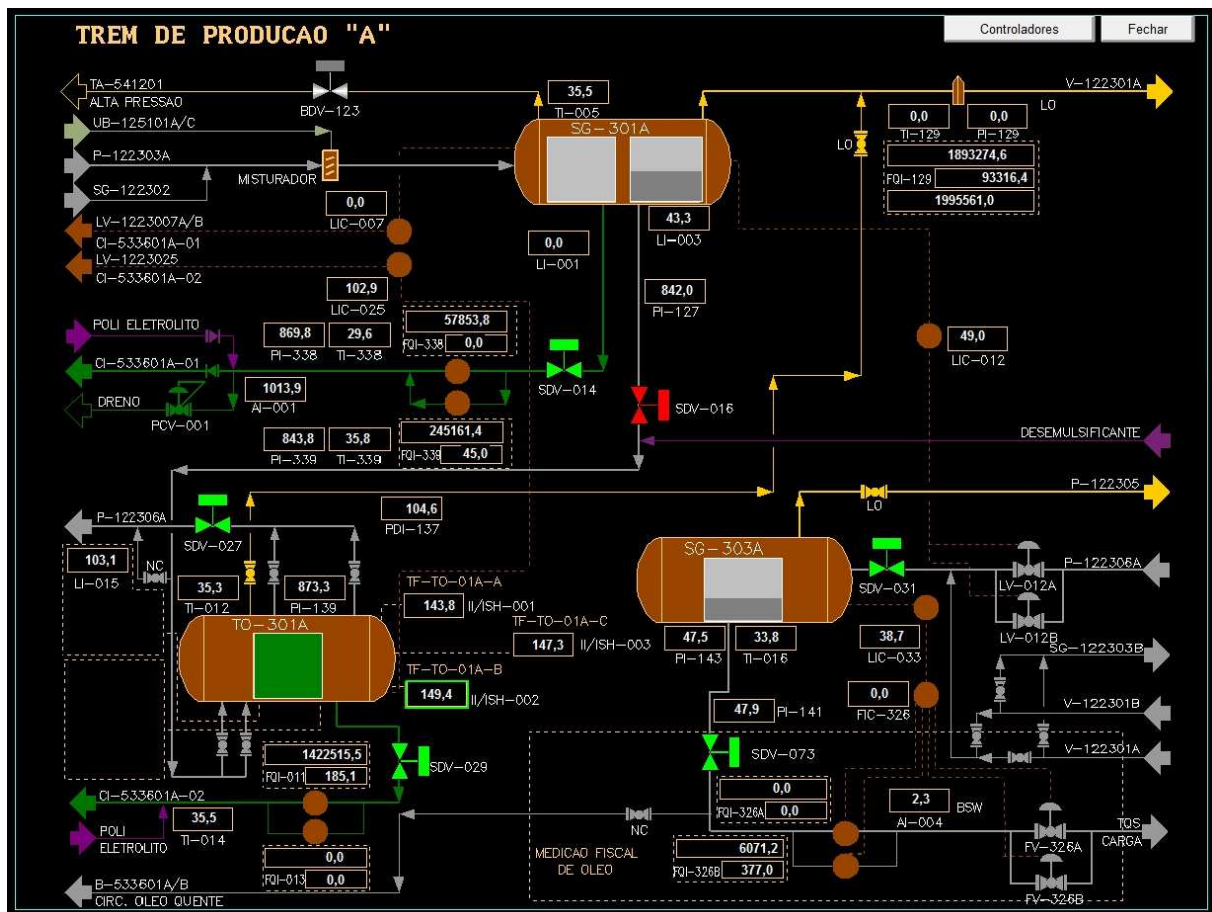 TREM DE PRODUCAO "A"
Controladores
Fechar
TA-541201
ALTA PRESSAO
BDV-123
35,5
TI-005
V-122301A
LO
UB-125101A/C
P-122303A
SG-122302
MISTURADOR
SG-301A
LO
0,0
TI-129
0,0
PI-129
1893274,6
FQI-129
93316,4
1995561,0
0,0
LIC-007
LV-1223007A/B
CI-533601A-01
LV-1223025
CI-533601A-02
0,0
LI-001
43,3
LI-003
102,9
LIC-025
842,0
PI-127
POLI ELETROLITO
869,8
PI-338
29,6
TI-338
57853,8
FQI-338
0,0
49,0
LIC-012
CI-533601A-01
SDV-014
DRENO
PCV-001
1013,9
AI-001
SDV-016
843,8
PI-339
35,8
TI-339
245161,4
FQI-339
45,0
DESEMULSIFICANTE
P-122305
LO
104,6
PDI-137
P-122306A
SDV-027
103,1
LI-015
NC
35,3
TI-012
873,3
PI-139
SG-303A
SDV-031
P-122306A
LV-012A
LV-012B
TF-TO-01A-A
143,8
II/ISH-001
TF-TO-01A-C
147,3
II/ISH-003
TF-TO-01A-B
149,4
II/ISH-002
TO-301A
47,5
PI-143
33,8
TI-016
38,7
LIC-033
SG-122303B
0,0
FIC-326
V-122301B
47,9
PI-141
V-122301A
SDV-073
1422515,5
FQI-011
185,1
SDV-029
CI-533601A-02
POLI
ELETROLITO
35,5
TI-014
0,0
FQI-013
0,0
B-533601A/B
CIRC. OLEO QUENTE
NC
MEDICAO FISCAL
DE OLEO
0,0
FQI-326A
0,0
6071,2
FQI-326B
377,0
2,3
BSW
AI-004
TQS
CARGA
FV-326A
FV-326B